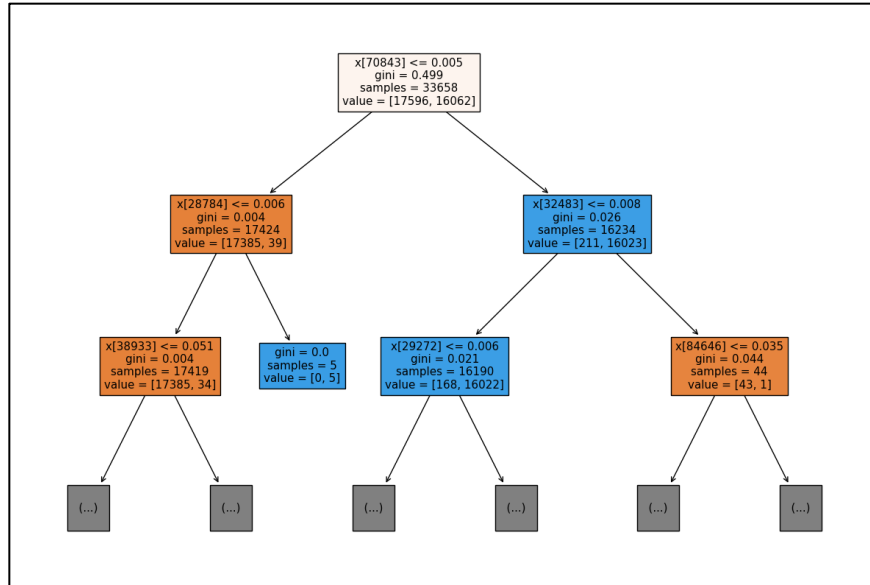 x[70843] <= 0.005
gini = 0.499
samples = 33658
value = [17596, 16062]
x[28784] <= 0.006
gini = 0.004
samples = 17424
value = [17385, 39]
x[32483] <= 0.008
gini = 0.026
samples = 16234
value = [211, 16023]
x[38933] <= 0.051
gini = 0.004
samples = 17419
value = [17385, 34]
gini = 0.0
samples = 5
value = [0, 5]
x[29272] <= 0.006
gini = 0.021
samples = 16190
value = [168, 16022]
x[84646] <= 0.035
gini = 0.044
samples = 44
value = [43, 1]
(...)
(...)
(...)
(...)
(...)
(...)